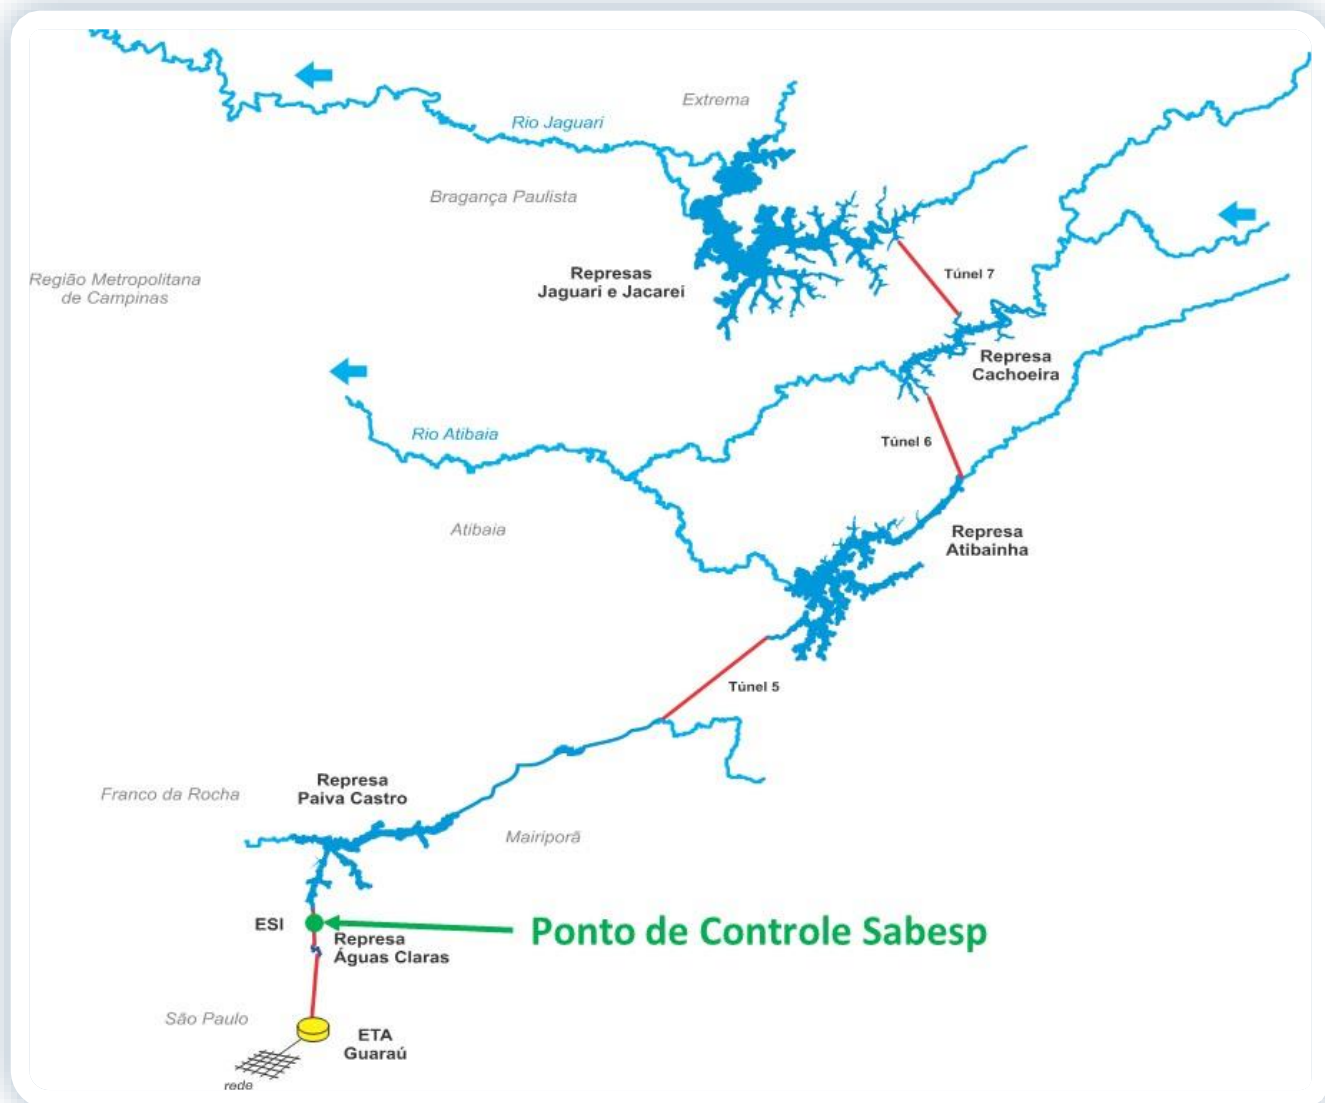 Extrema
Rio Jaguari
Bragança Paulista
Região Metropolitana
de Campinas
Represas
Jaguari e Jacarei
Túnel 7
Represa
Cachoeira
Rio Atibaia
Túnel 6
Atibaia
Represa
Atibainha
Túnel 5
Represa
Paiva Castro
Franco da Rocha
Mairiporã
ESI
Ponto de Controle Sabesp
Represa
Águas Claras
São Paulo
ETA
Guaraú
rede